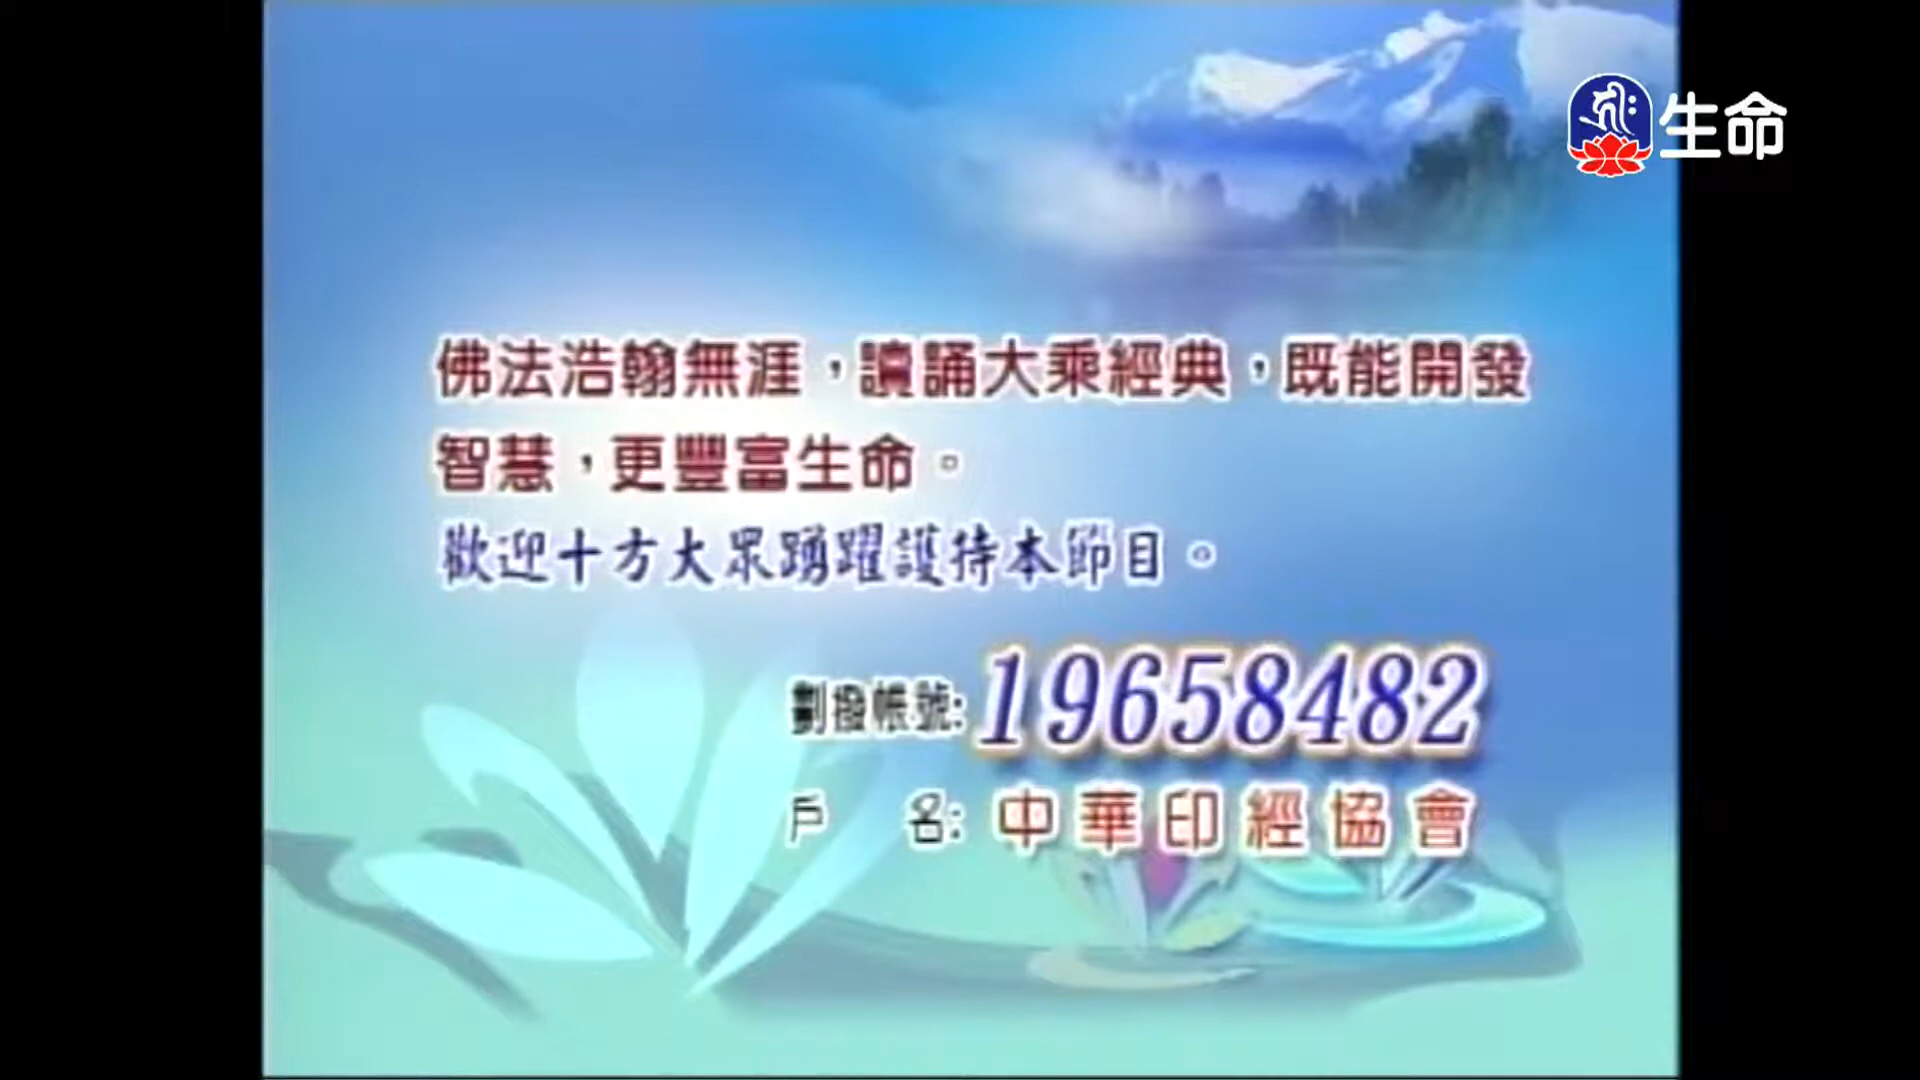 生命
佛法浩翰無涯，讀誦大乘經典，既能開發
智慧，更豐富生命。
歡迎十方大眾踴躍護持本節目。
劃撥帳號: 19658482
戶 名: 中華印經協會